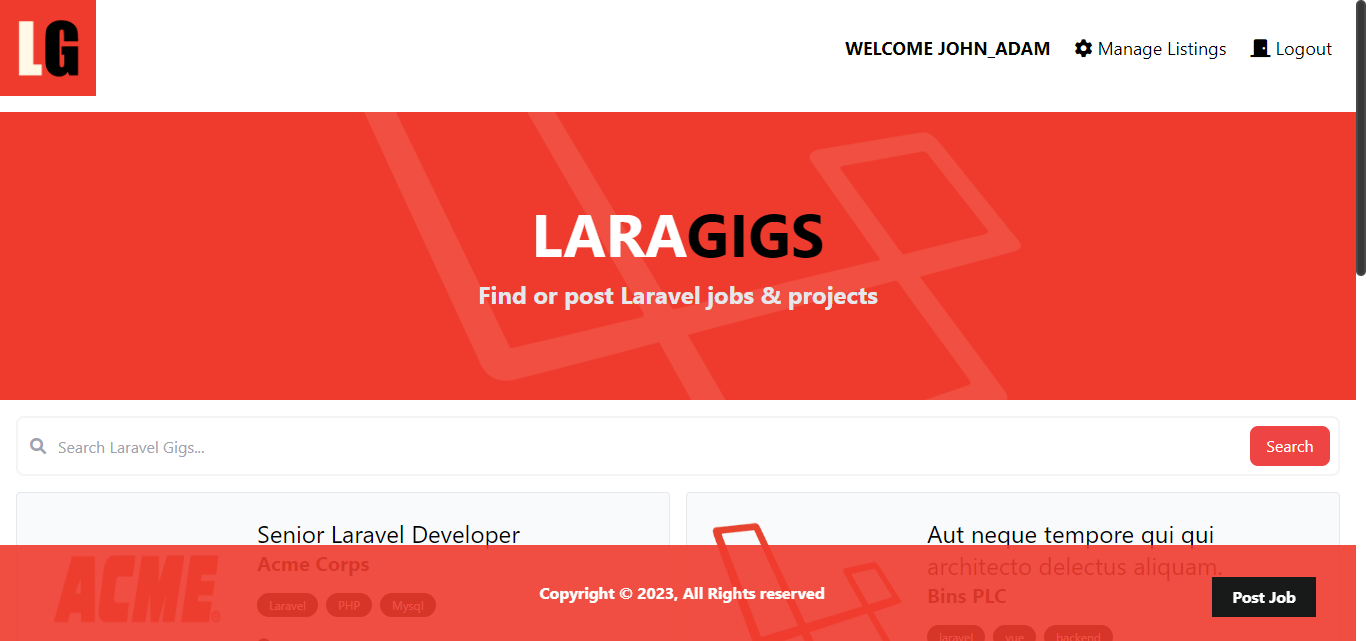 LG
WELCOME JOHN_ADAM
Manage Listings
Logout
LARAGIGS
Find or post Laravel jobs & projects
Search Laravel Gigs...
Search
Senior Laravel Developer
Acme Corps
Laravel PHP Mysql
ACME®
Aut neque tempore qui qui
architecto delectus aliquam.
Bins PLC
laravel vue backend
Copyright © 2023, All Rights reserved
Post Job